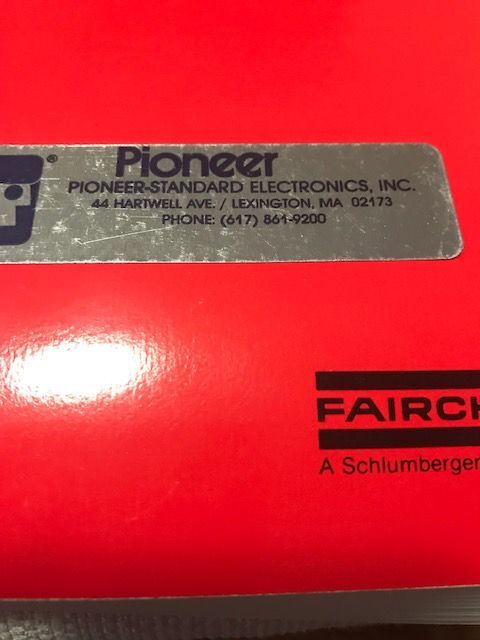 Pioneer
PIONEER-STANDARD ELECTRONICS, INC.
44 HARTWELL AVE. / LEXINGTON, MA 02173
PHONE: (617) 861-9200
FAIRCH
A Schlumberger